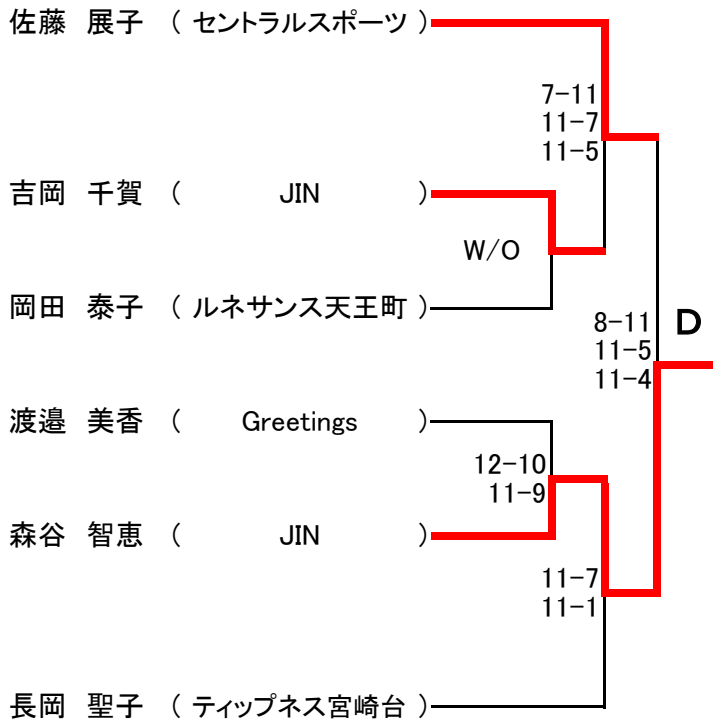 佐藤 展子 ( セントラルスポーツ )
7-11
11-7
11-5
吉岡 千賀 ( JIN )
W/O
岡田 泰子 ( ルネサンス天王町 )
8-11
11-5
11-4
D
渡邉 美香 ( Greetings )
12-10
11-9
森谷 智恵 ( JIN )
11-7
11-1
長岡 聖子 ( ティップネス宮崎台 )